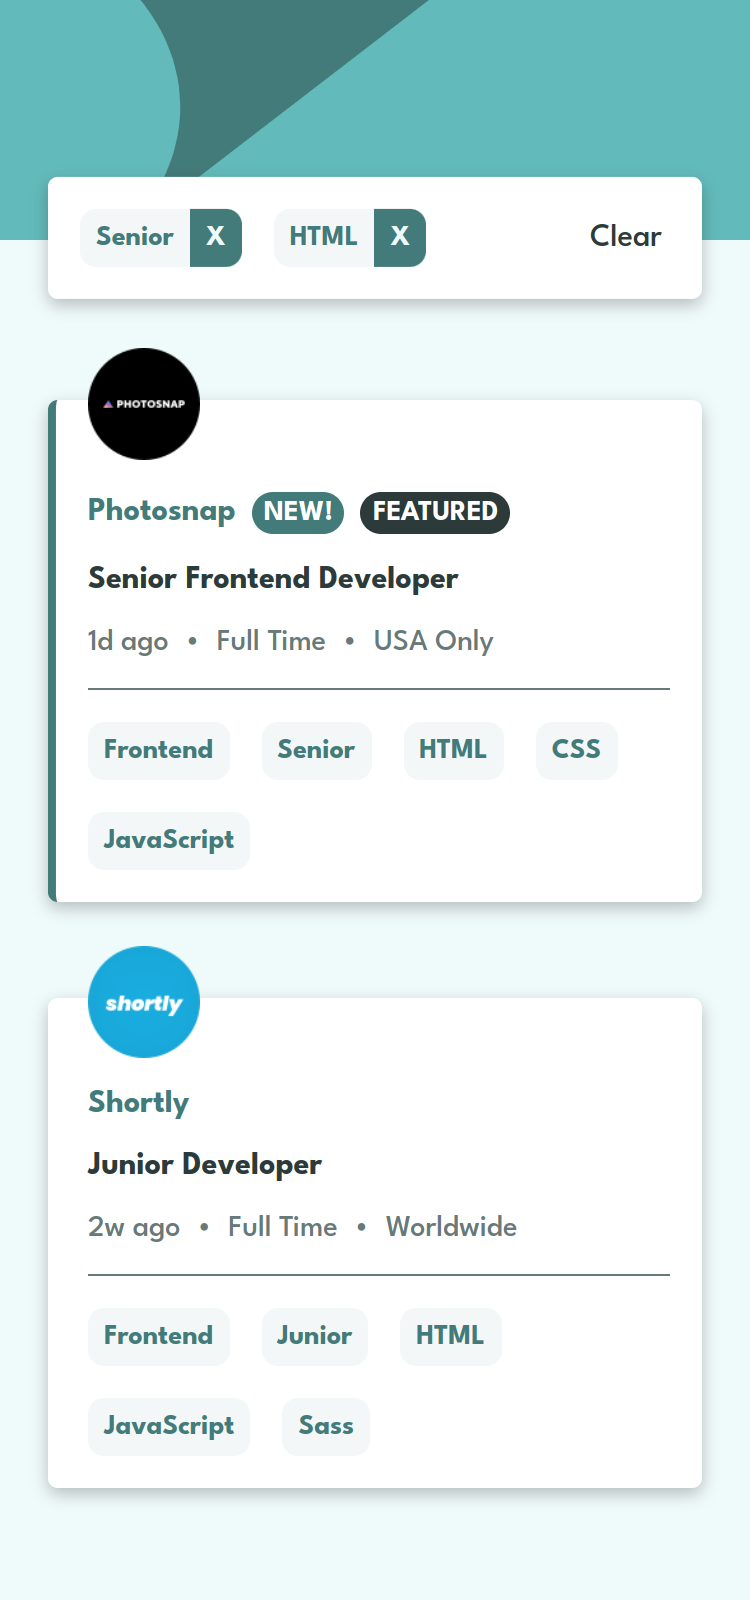 Senior X HTML X Clear
PHOTOSNAP
Photosnap NEW! FEATURED
Senior Frontend Developer
1d ago • Full Time • USA Only
Frontend Senior HTML CSS
JavaScript
shortly
Shortly
Junior Developer
2w ago • Full Time • Worldwide
Frontend Junior HTML
JavaScript Sass